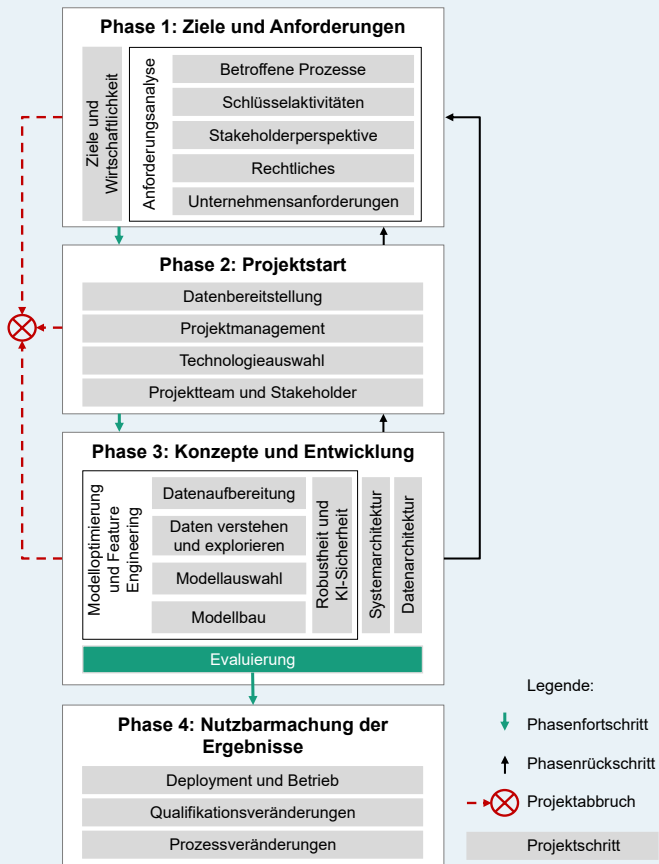 Phase 1: Ziele und Anforderungen
Ziele und
Wirtschaftlichkeit
Anforderungsanalyse
Betroffene Prozesse
Schlüsselaktivitäten
Stakeholderperspektive
Rechtliches
Unternehmensanforderungen
Phase 2: Projektstart
Datenbereitstellung
Projektmanagement
Technologieauswahl
Projektteam und Stakeholder
Phase 3: Konzepte und Entwicklung
Modelloptimierung
und Feature
Engineering
Datenaufbereitung
Daten verstehen
und explorieren
Modellauswahl
Modellbau
Robustheit und
KI-Sicherheit
Systemarchitektur
Datenarchitektur
Evaluierung
Phase 4: Nutzbarmachung der
Ergebnisse
Deployment und Betrieb
Qualifikationsveränderungen
Prozessveränderungen
Legende:
Phasenfortschritt
Phasenrückschritt
Projektabbruch
Projektschritt